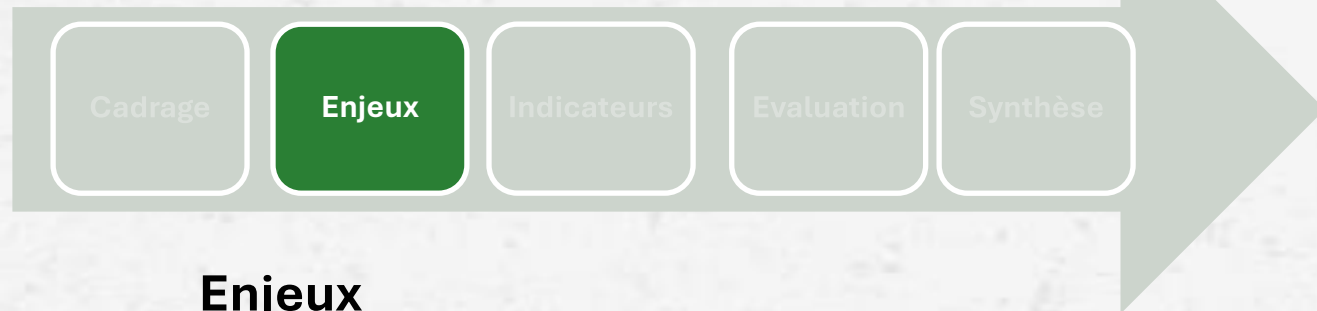 Cadrage
Enjeux
Indicateurs
Evaluation
Synthèse
Enjeux